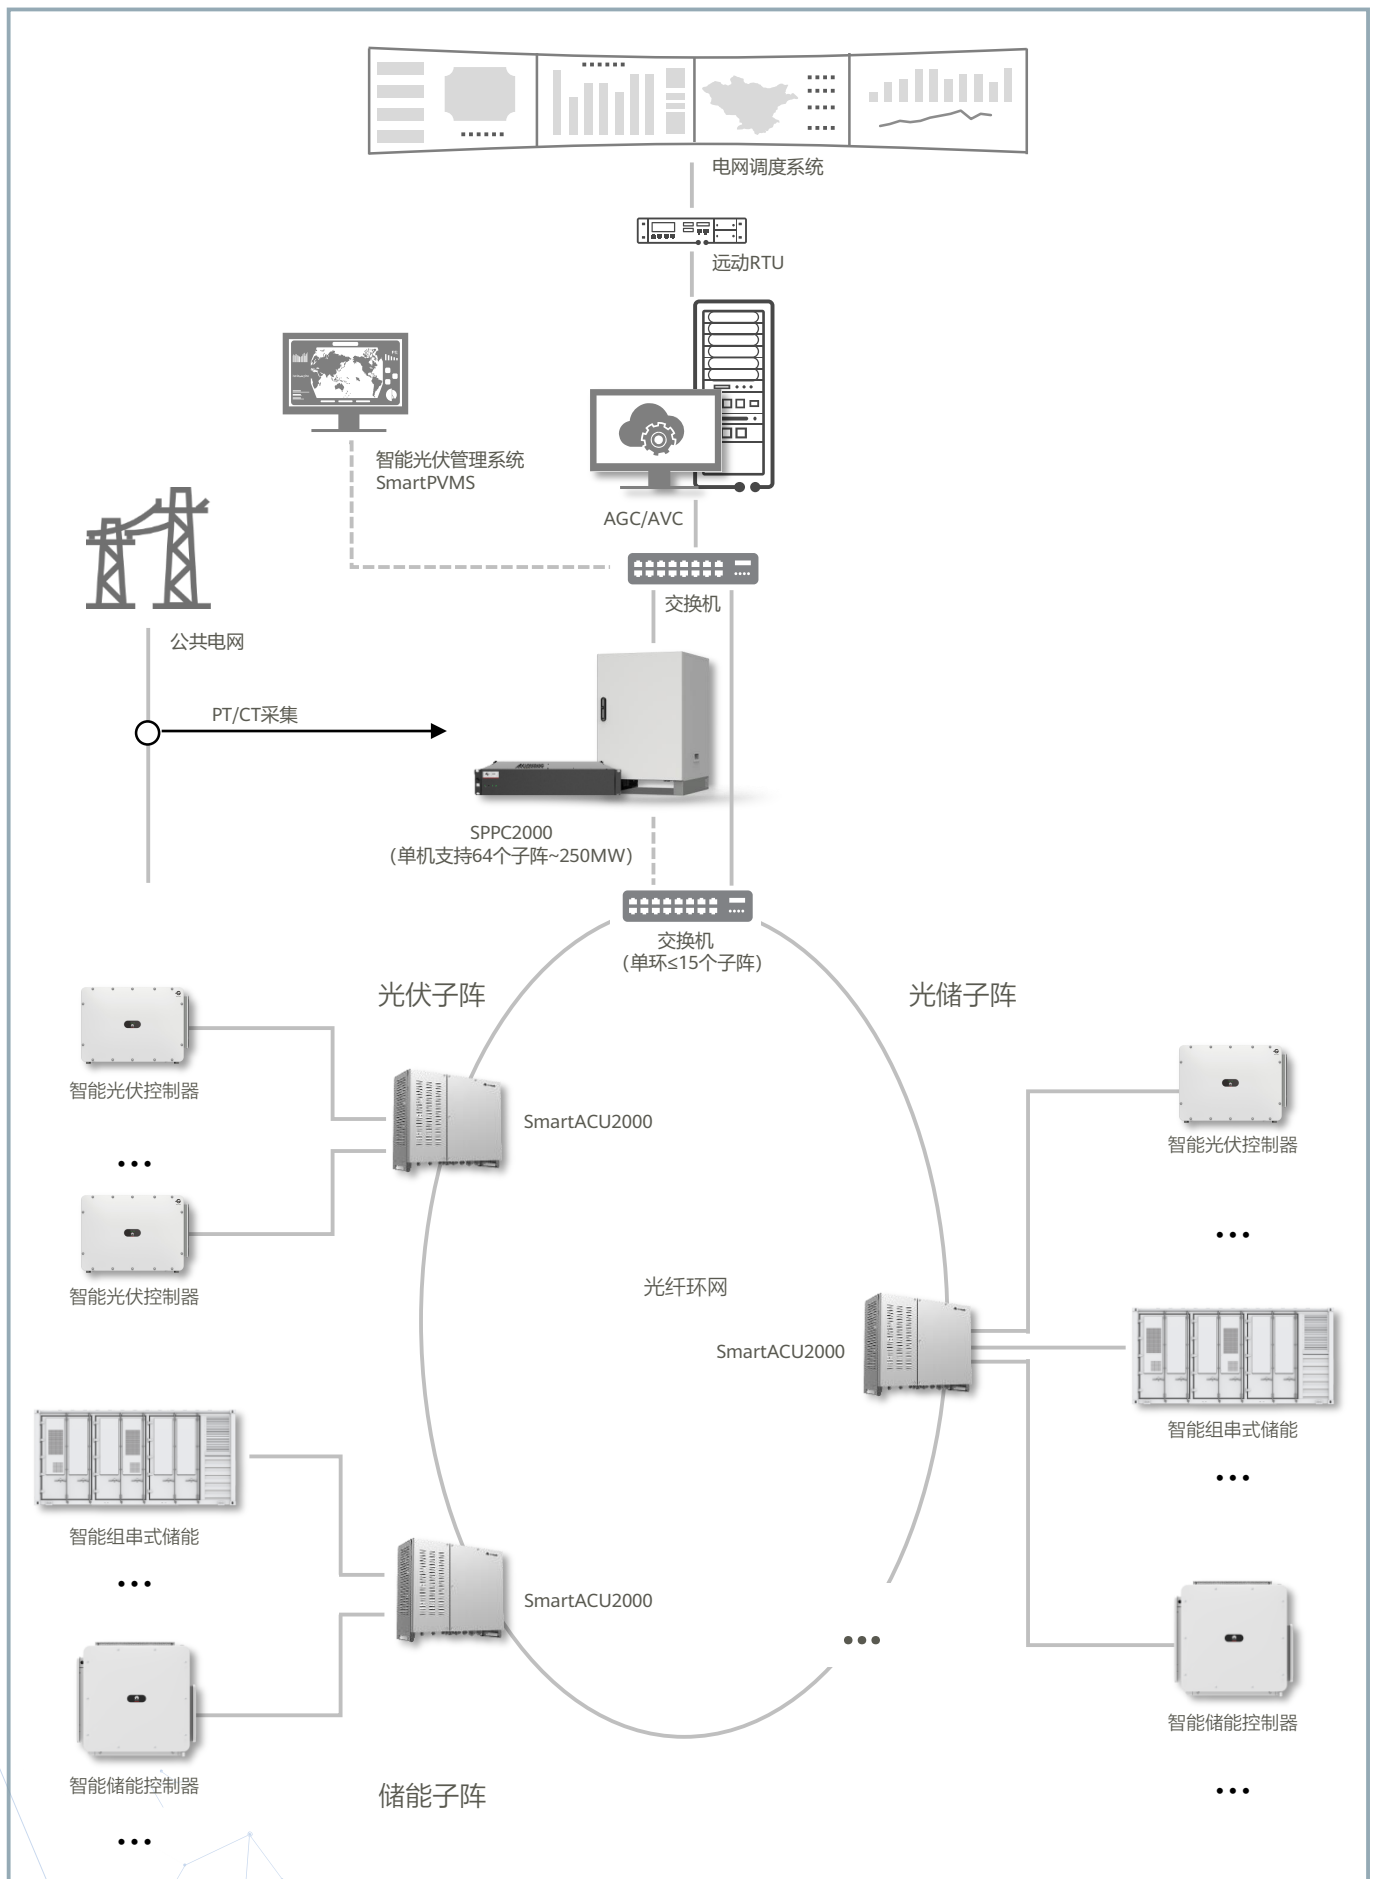 电网调度系统
远动RTU
智能光伏管理系统
SmartPVMS
AGC/AVC
交换机
公共电网
PT/CT采集
SPPC2000
（单机支持64个子阵~250MW）
交换机
（单环≤15个子阵）
光伏子阵
光储子阵
智能光伏控制器
SmartACU2000
智能光伏控制器
•••
•••
智能光伏控制器
光纤环网
SmartACU2000
智能组串式储能
•••
智能组串式储能
•••
SmartACU2000
•••
智能储能控制器
智能储能控制器
储能子阵
•••
•••